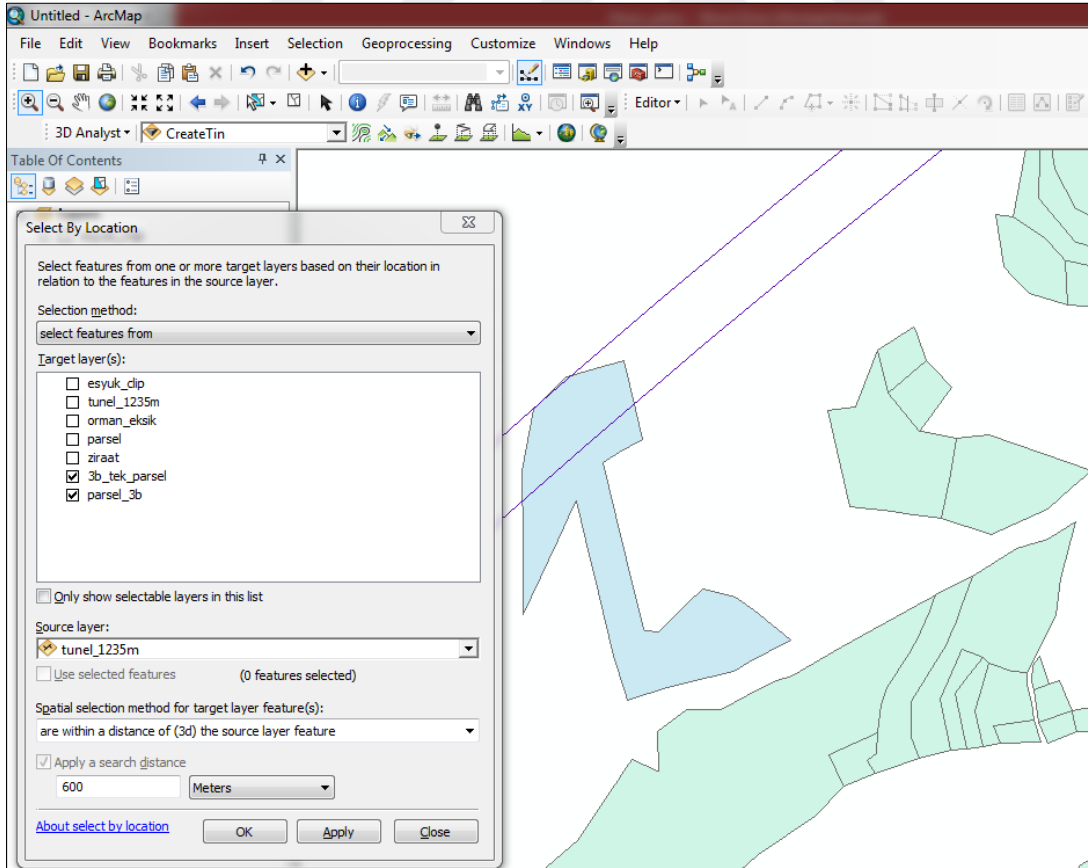 Untitled - ArcMap
File Edit View Bookmarks Insert Selection Geoprocessing Customize Windows Help
Editor
3D Analyst CreateTin
Table Of Contents
Select By Location
Select features from one or more target layers based on their location in
relation to the features in the source layer.
Selection method:
select features from
Target layer(s):
esyuk_clip
tunel_1235m
orman_eksik
parsel
ziraat
3b_tek_parsel
parsel_3b
Only show selectable layers in this list
Source layer:
tunel_1235m
Use selected features (0 features selected)
Spatial selection method for target layer feature(s):
are within a distance of (3d) the source layer feature
Apply a search distance
600 Meters
About select by location OK Apply Close